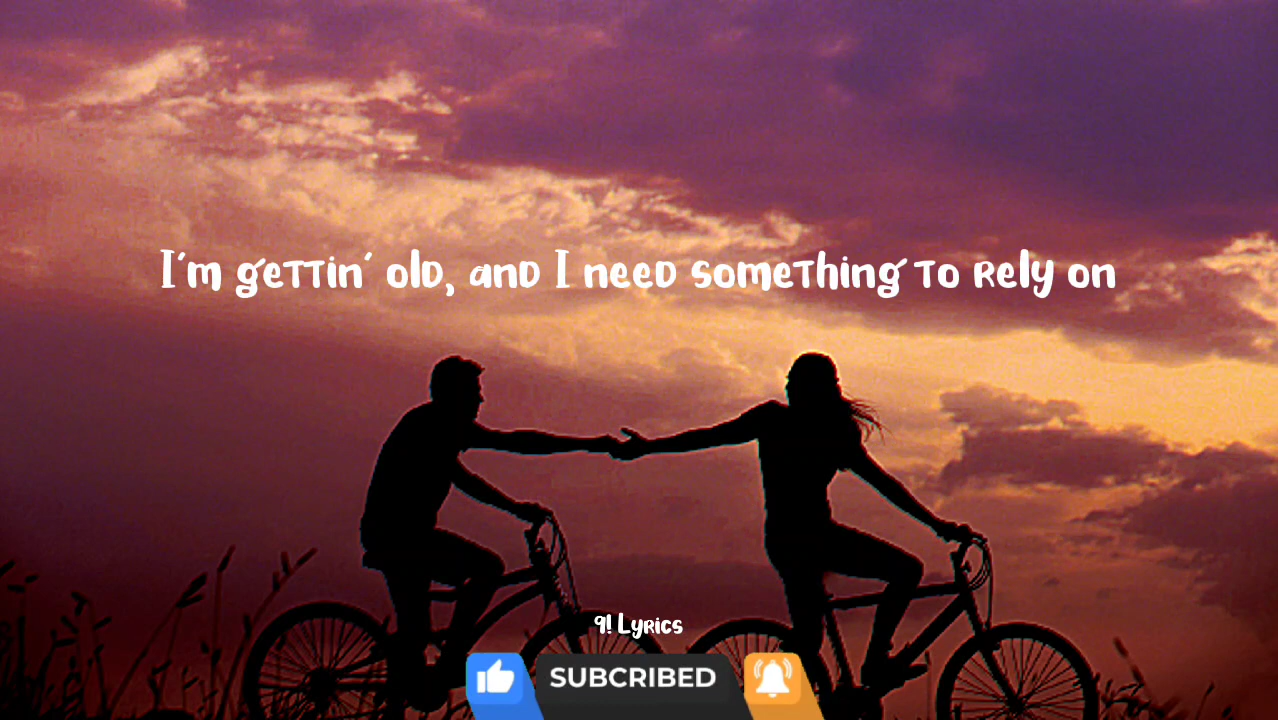 I'm gettin' old, and I need something to rely on
9! Lyrics
SUBCRIBED